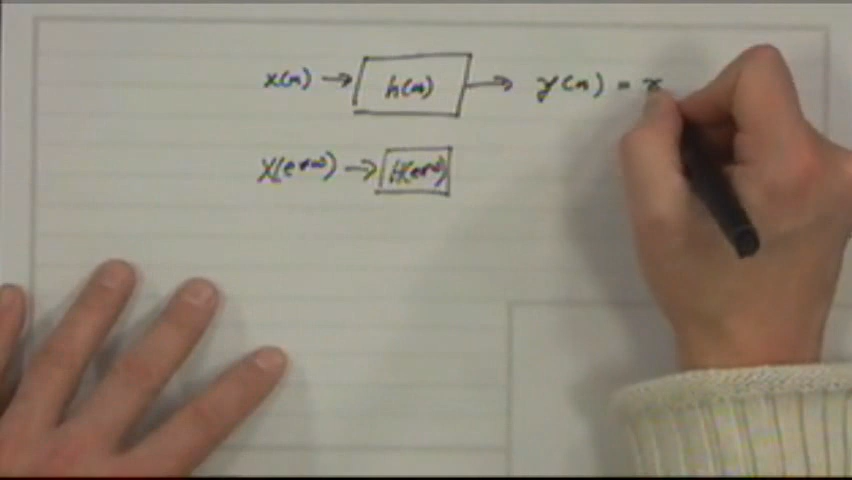 x(n) → h(n) → y(n) = x
X(e^jω) → H(e^jω)